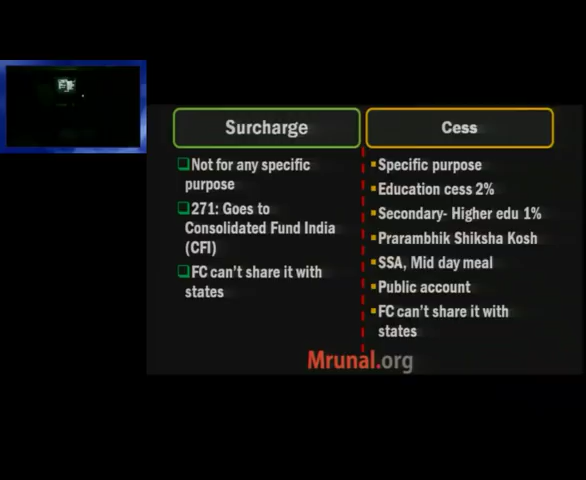 Surcharge
Not for any specific
purpose
271: Goes to
Consolidated Fund India
(CFI)
FC can't share it with
states
Cess
Specific purpose
Education cess 2%
Secondary- Higher edu 1%
Prarambhik Shiksha Kosh
SSA, Mid day meal
Public account
FC can't share it with
states
Mrunal.org